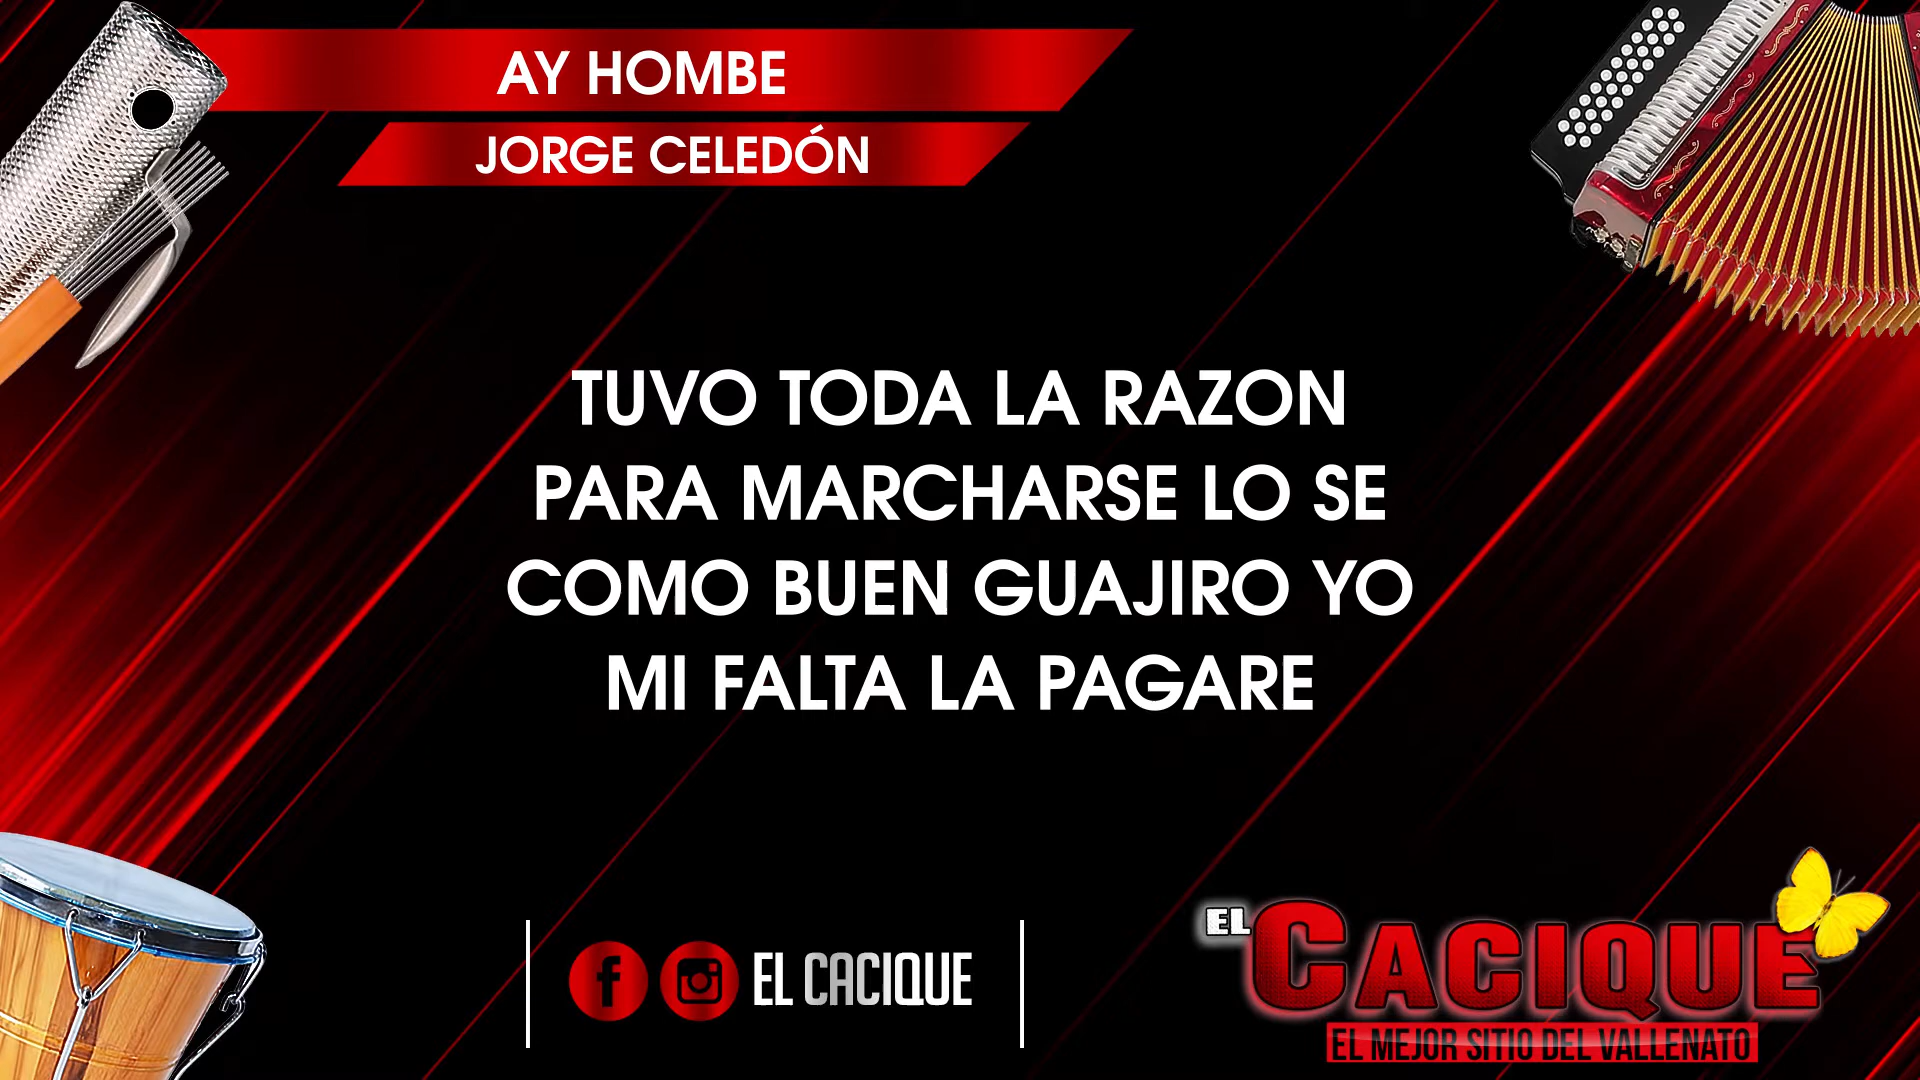 AY HOMBE
JORGE CELEDÓN
TUVO TODA LA RAZON
PARA MARCHARSE LO SE
COMO BUEN GUAJIRO YO
MI FALTA LA PAGARE
EL CACIQUE
EL CACIQUE
EL MEJOR SITIO DEL VALLENATO